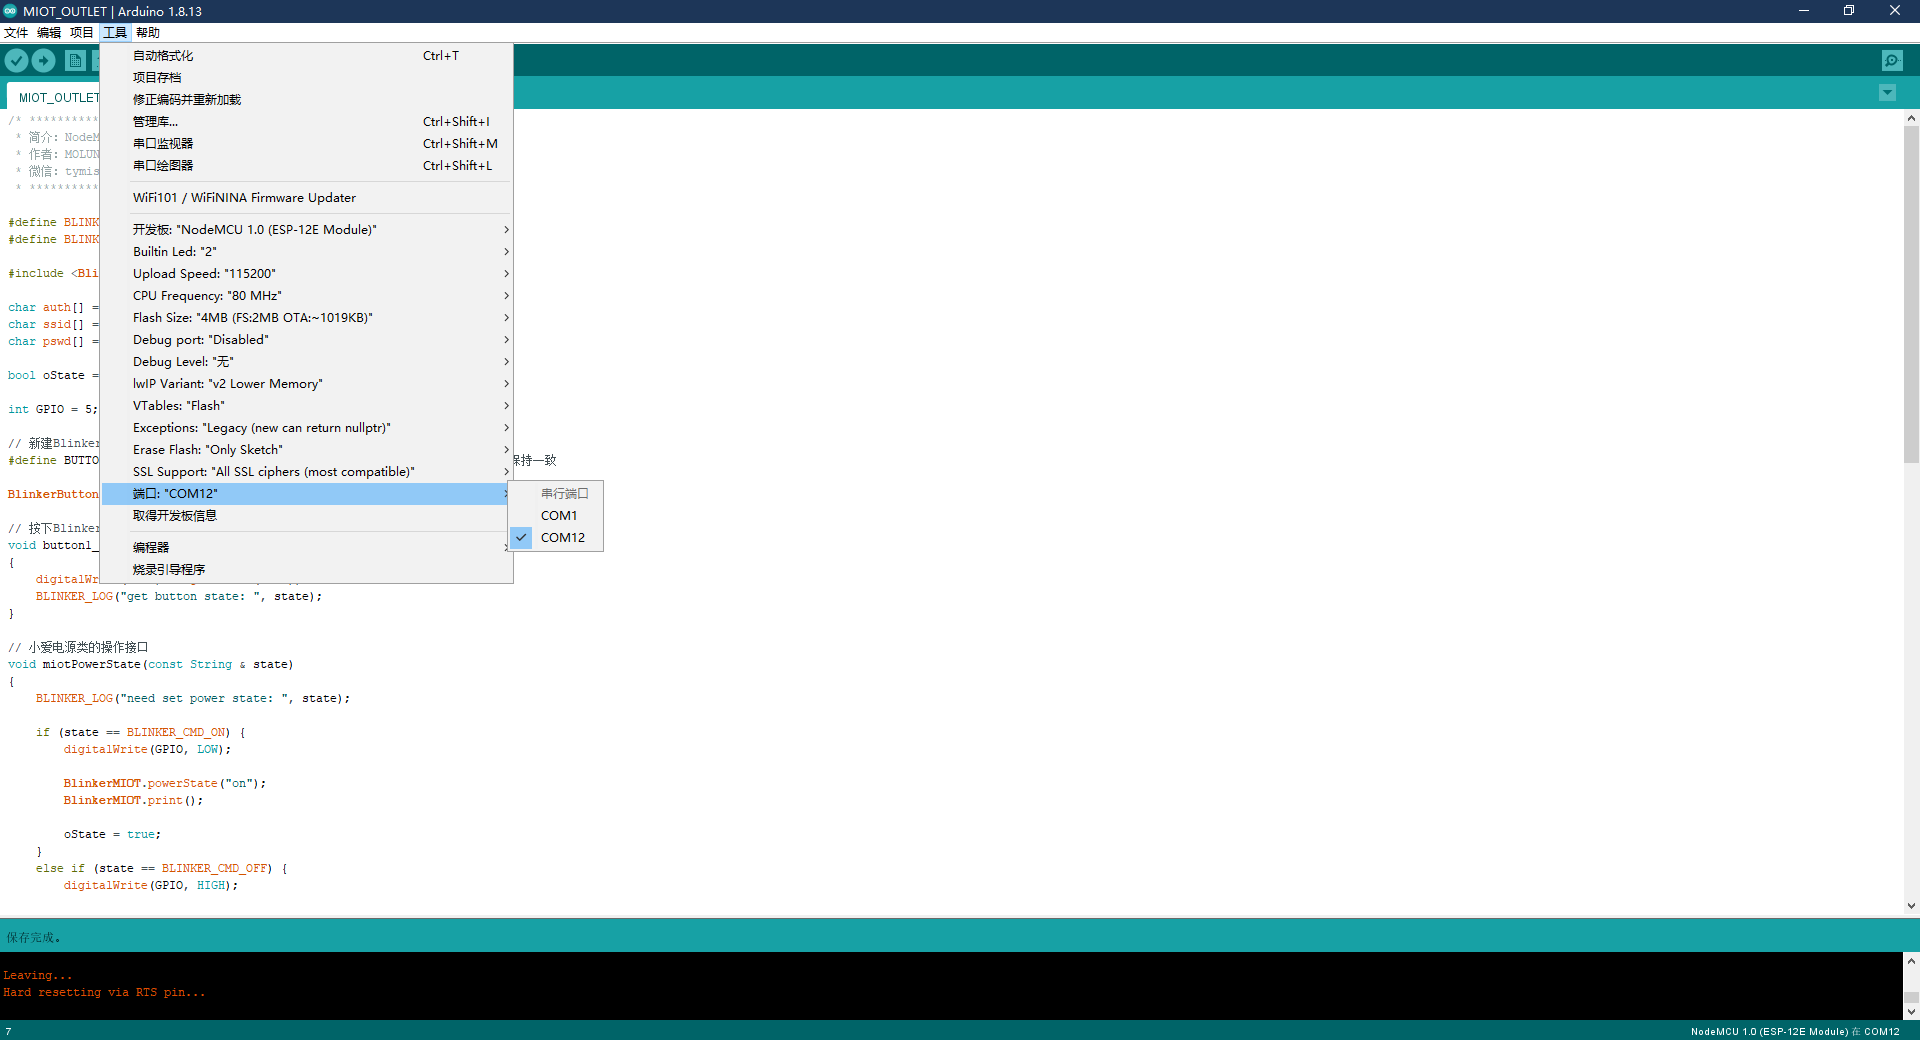 MIOT_OUTLET | Arduino 1.8.13
文件 编辑 项目 工具 帮助
自动格式化 Ctrl+T
项目存档
修正编码并重新加载
管理库... Ctrl+Shift+I
串口监视器 Ctrl+Shift+M
串口绘图器 Ctrl+Shift+L
WiFi101 / WiFiNINA Firmware Updater
开发板: "NodeMCU 1.0 (ESP-12E Module)"
Builtin Led: "2"
Upload Speed: "115200"
CPU Frequency: "80 MHz"
Flash Size: "4MB (FS:2MB OTA:~1019KB)"
Debug port: "Disabled"
Debug Level: "无"
lwIP Variant: "v2 Lower Memory"
VTables: "Flash"
Exceptions: "Legacy (new can return nullptr)"
Erase Flash: "Only Sketch"
SSL Support: "All SSL ciphers (most compatible)"
端口: "COM12"
取得开发板信息
编程器
烧录引导程序
串行端口
COM1
COM12
MIOT_OUTLET
/* **********
* 简介: NodeM
* 作者: MOLUN
* 微信: tymis
* **********
#define BLINK
#define BLINK
#include <Bli
char auth[] =
char ssid[] =
char pswd[] =
bool oState =
int GPIO = 5;
// 新建Blinker
#define BUTTO 保持一致
BlinkerButton
// 按下Blinker
void button1_
{
digitalWr
BLINKER_LOG("get button state: ", state);
}
// 小爱电源类的操作接口
void miotPowerState(const String & state)
{
BLINKER_LOG("need set power state: ", state);
if (state == BLINKER_CMD_ON) {
digitalWrite(GPIO, LOW);
BlinkerMIOT.powerState("on");
BlinkerMIOT.print();
oState = true;
}
else if (state == BLINKER_CMD_OFF) {
digitalWrite(GPIO, HIGH);
保存完成。
Leaving...
Hard resetting via RTS pin...
7 NodeMCU 1.0 (ESP-12E Module) 在 COM12